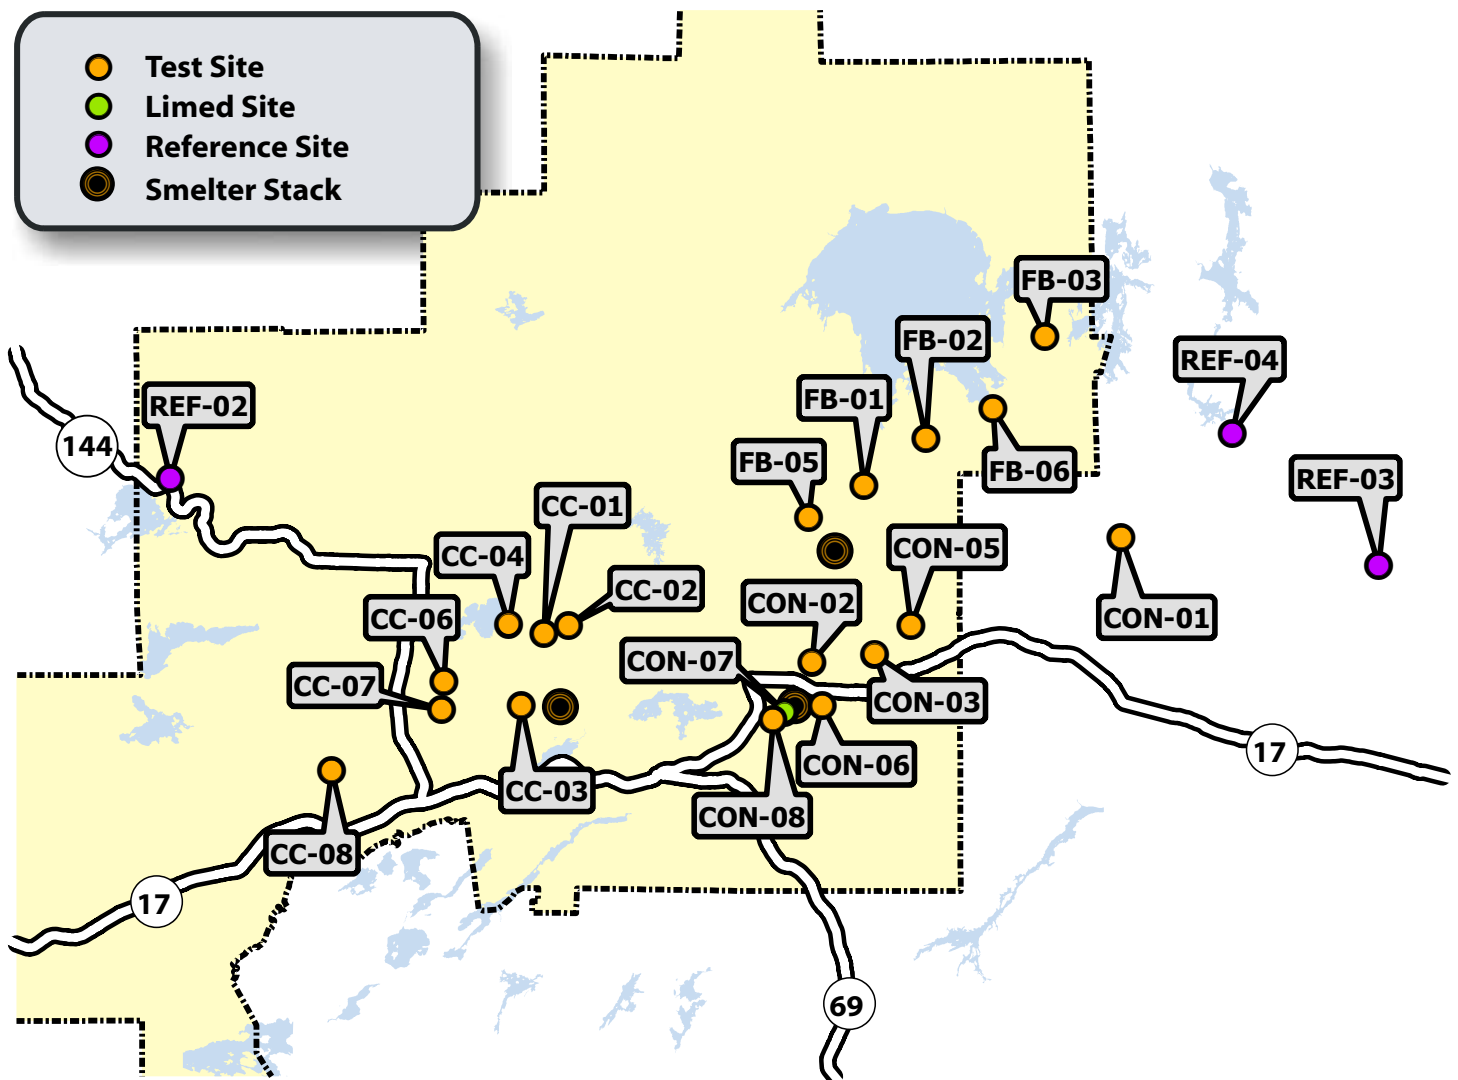 Test Site
Limed Site
Reference Site
Smelter Stack
FB-03
FB-02
REF-04
FB-01
REF-02
144
FB-05
FB-06
REF-03
CC-01
CC-04
CON-05
CC-02
CON-02
CON-01
CC-06
CON-07
CC-07
CON-03
17
CON-06
CC-03
CON-08
CC-08
17
69